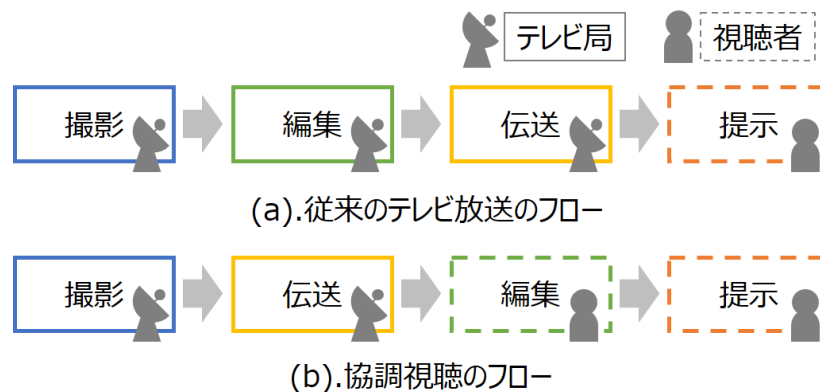 テレビ局 視聴者
撮影 編集 伝送 提示
(a).従来のテレビ放送のフロー
撮影 伝送 編集 提示
(b).協調視聴のフロー